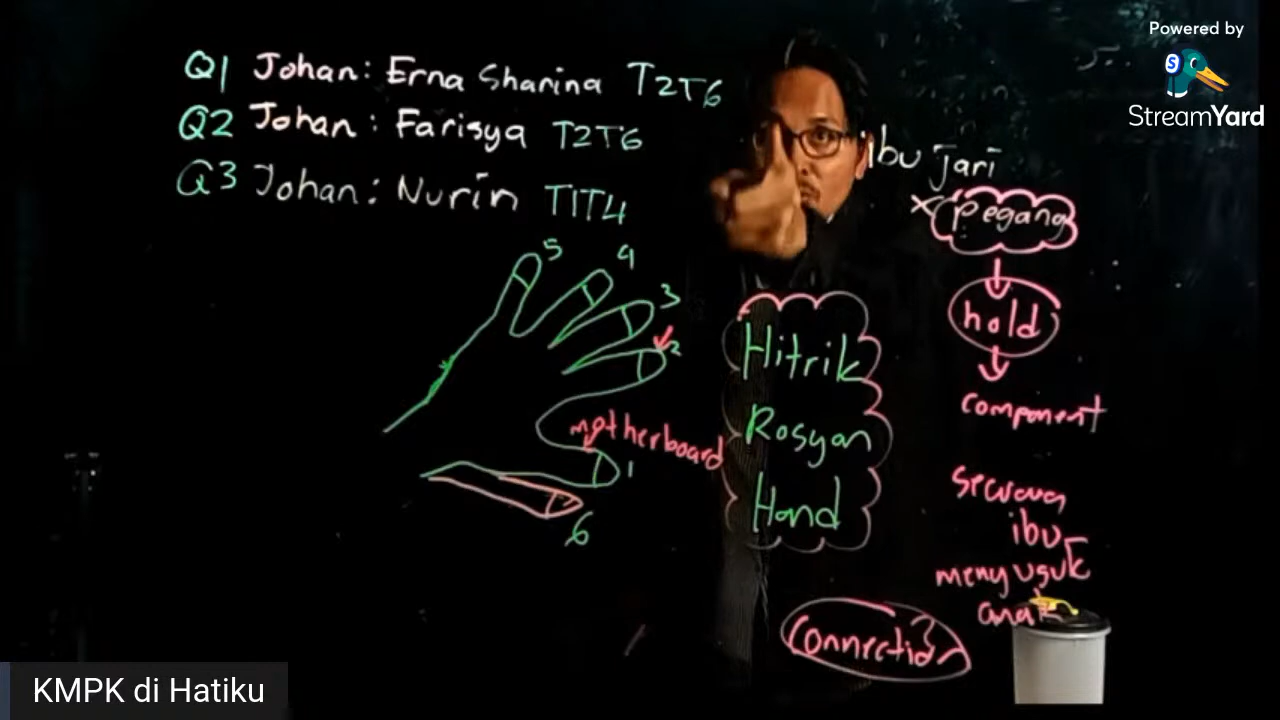 Q1 Johan: Erna Sharina T2T6
Q2 Johan: Farisya T2T6
Q3 Johan: Nurin T1T4
Powered by
StreamYard
ibu jari
x pegang
hold
component
5
4
3
2
1
6
motherboard
Hitrik
Rosyan
Hand
seorang
ibu
menyusuk
anak
Connection
KMPK di Hatiku